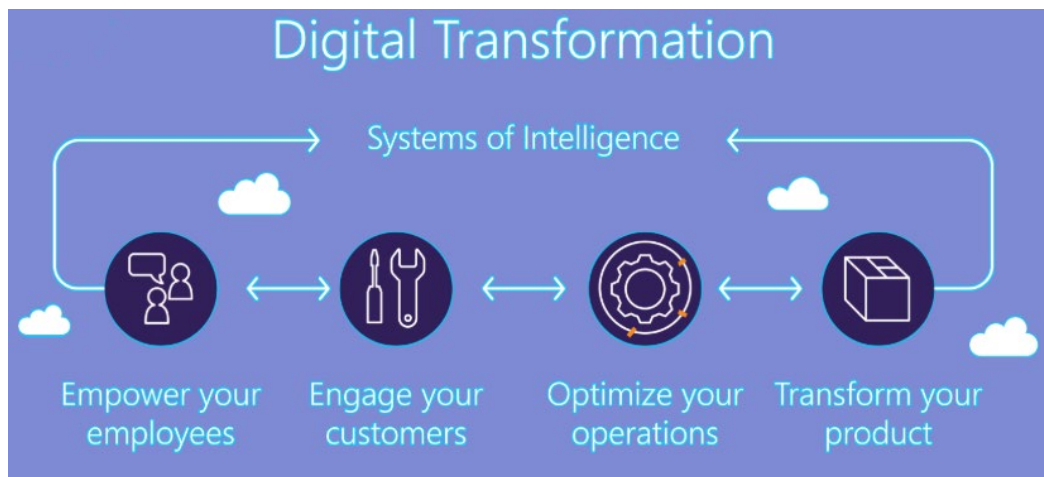 Digital Transformation
Systems of Intelligence
Empower your
employees
Engage your
customers
Optimize your
operations
Transform your
product